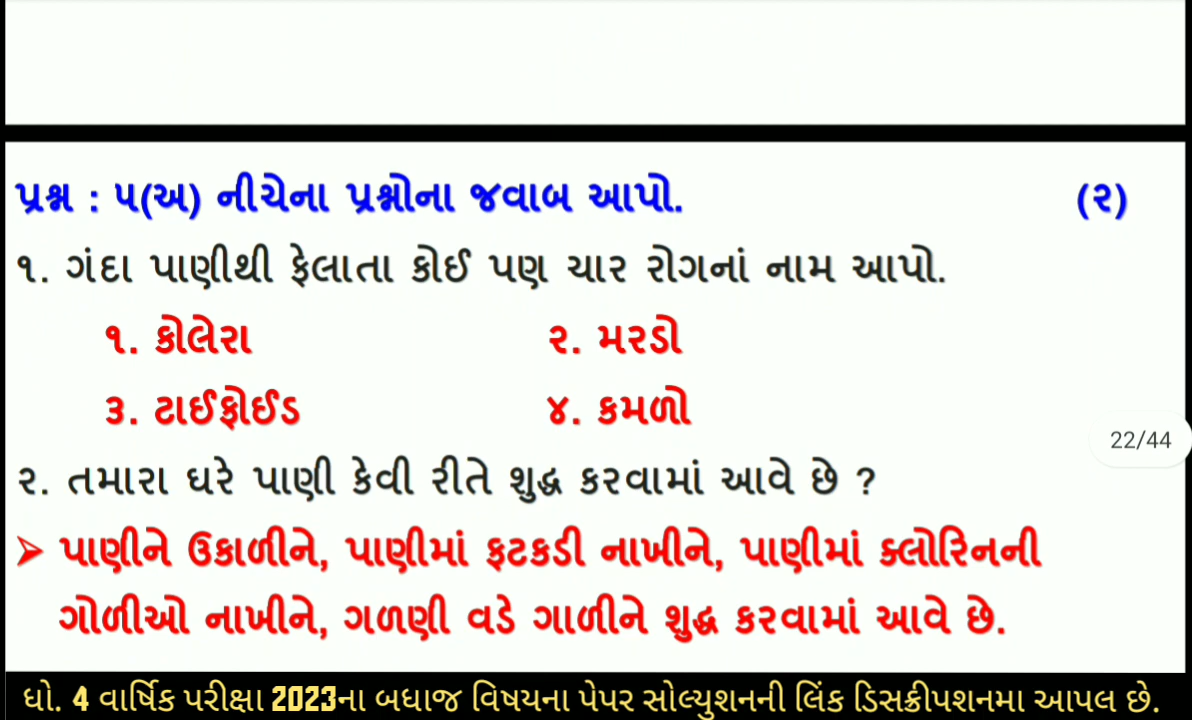 પ્રશ્ન : ૫(અ) નીચેના પ્રશ્નોના જવાબ આપો. (૨)
૧. ગંદા પાણીથી ફેલાતા કોઈ પણ ચાર રોગનાં નામ આપો.
૧. કોલેરા ૨. મરડો
૩. ટાઈફોઈડ ૪. કમળો
22/44
૨. તમારા ઘરે પાણી કેવી રીતે શુદ્ધ કરવામાં આવે છે ?
➢ પાણીને ઉકાળીને, પાણીમાં ફટકડી નાખીને, પાણીમાં ક્લોરિનની
ગોળીઓ નાખીને, ગળણી વડે ગાળીને શુદ્ધ કરવામાં આવે છે.
ધો. 4 વાર્ષિક પરીક્ષા 2023ના બધાજ વિષયના પેપર સોલ્યુશનની લિંક ડિસક્રીપશનમા આપલ છે.